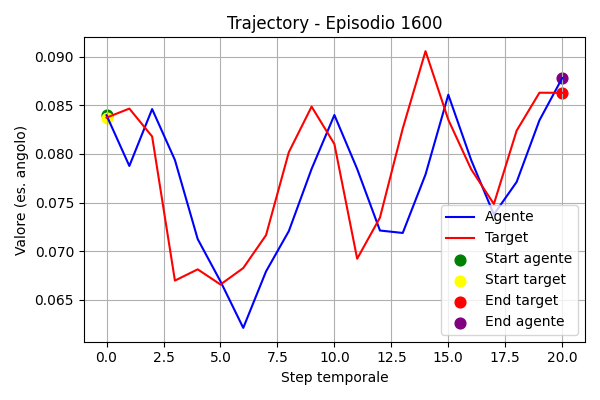 Trajectory - Episodio 1600
Valore (es. angolo)
0.090
0.085
0.080
0.075
0.070
0.065
0.0
2.5
5.0
7.5
10.0
12.5
15.0
17.5
20.0
Step temporale
Agente
Target
Start agente
Start target
End target
End agente